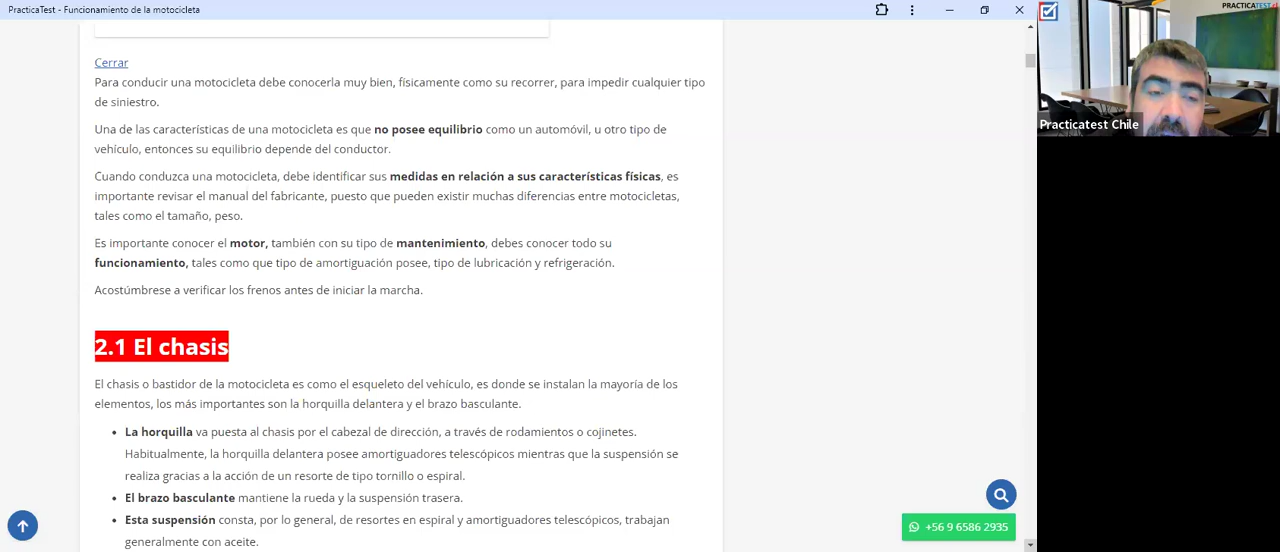 PracticaTest - Funcionamiento de la motocicleta
PRACTICATEST.cl
Practicatest Chile
Cerrar
Para conducir una motocicleta debe conocerla muy bien, físicamente como su recorrer, para impedir cualquier tipo
de siniestro.
Una de las características de una motocicleta es que no posee equilibrio como un automóvil, u otro tipo de
vehículo, entonces su equilibrio depende del conductor.
Cuando conduzca una motocicleta, debe identificar sus medidas en relación a sus características físicas, es
importante revisar el manual del fabricante, puesto que pueden existir muchas diferencias entre motocicletas,
tales como el tamaño, peso.
Es importante conocer el motor, también con su tipo de mantenimiento, debes conocer todo su
funcionamiento, tales como que tipo de amortiguación posee, tipo de lubricación y refrigeración.
Acostúmbrese a verificar los frenos antes de iniciar la marcha.
2.1 El chasis
El chasis o bastidor de la motocicleta es como el esqueleto del vehículo, es donde se instalan la mayoría de los
elementos, los más importantes son la horquilla delantera y el brazo basculante.
• La horquilla va puesta al chasis por el cabezal de dirección, a través de rodamientos o cojinetes.
Habitualmente, la horquilla delantera posee amortiguadores telescópicos mientras que la suspensión se
realiza gracias a la acción de un resorte de tipo tornillo o espiral.
• El brazo basculante mantiene la rueda y la suspensión trasera.
• Esta suspensión consta, por lo general, de resortes en espiral y amortiguadores telescópicos, trabajan
generalmente con aceite.
+56 9 6586 2935